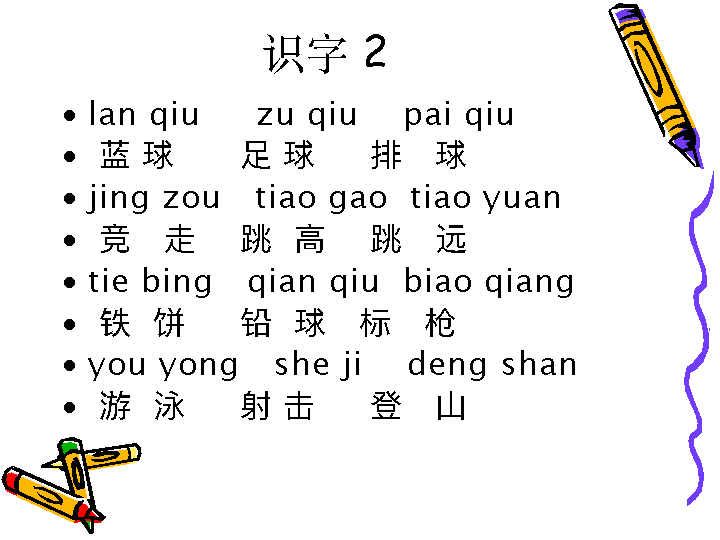 识字 2
• lan qiu zu qiu pai qiu
• 蓝 球 足 球 排 球
• jing zou tiao gao tiao yuan
• 竞 走 跳 高 跳 远
• tie bing qian qiu biao qiang
• 铁 饼 铅 球 标 枪
• you yong she ji deng shan
• 游 泳 射 击 登 山